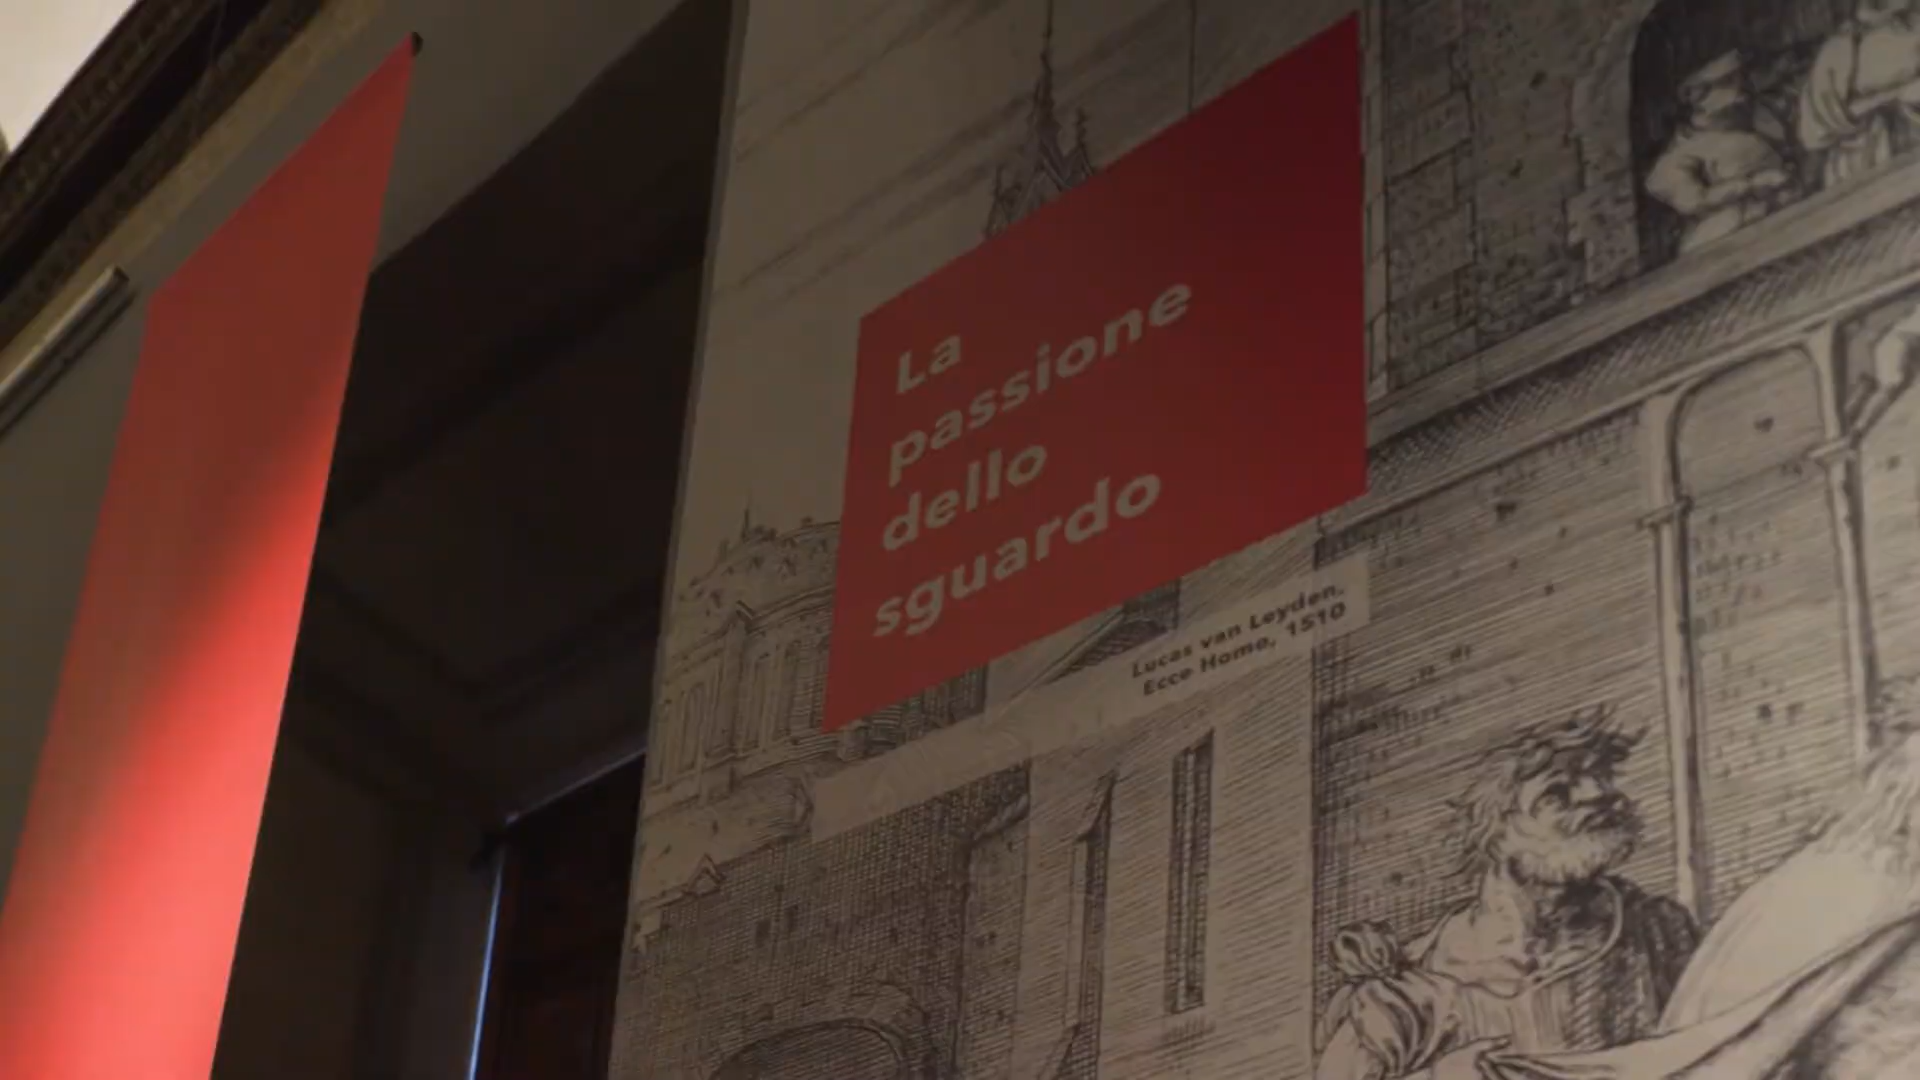 La
passione
dello
sguardo
Lucas van Leyden,
Ecce Homo, 1510